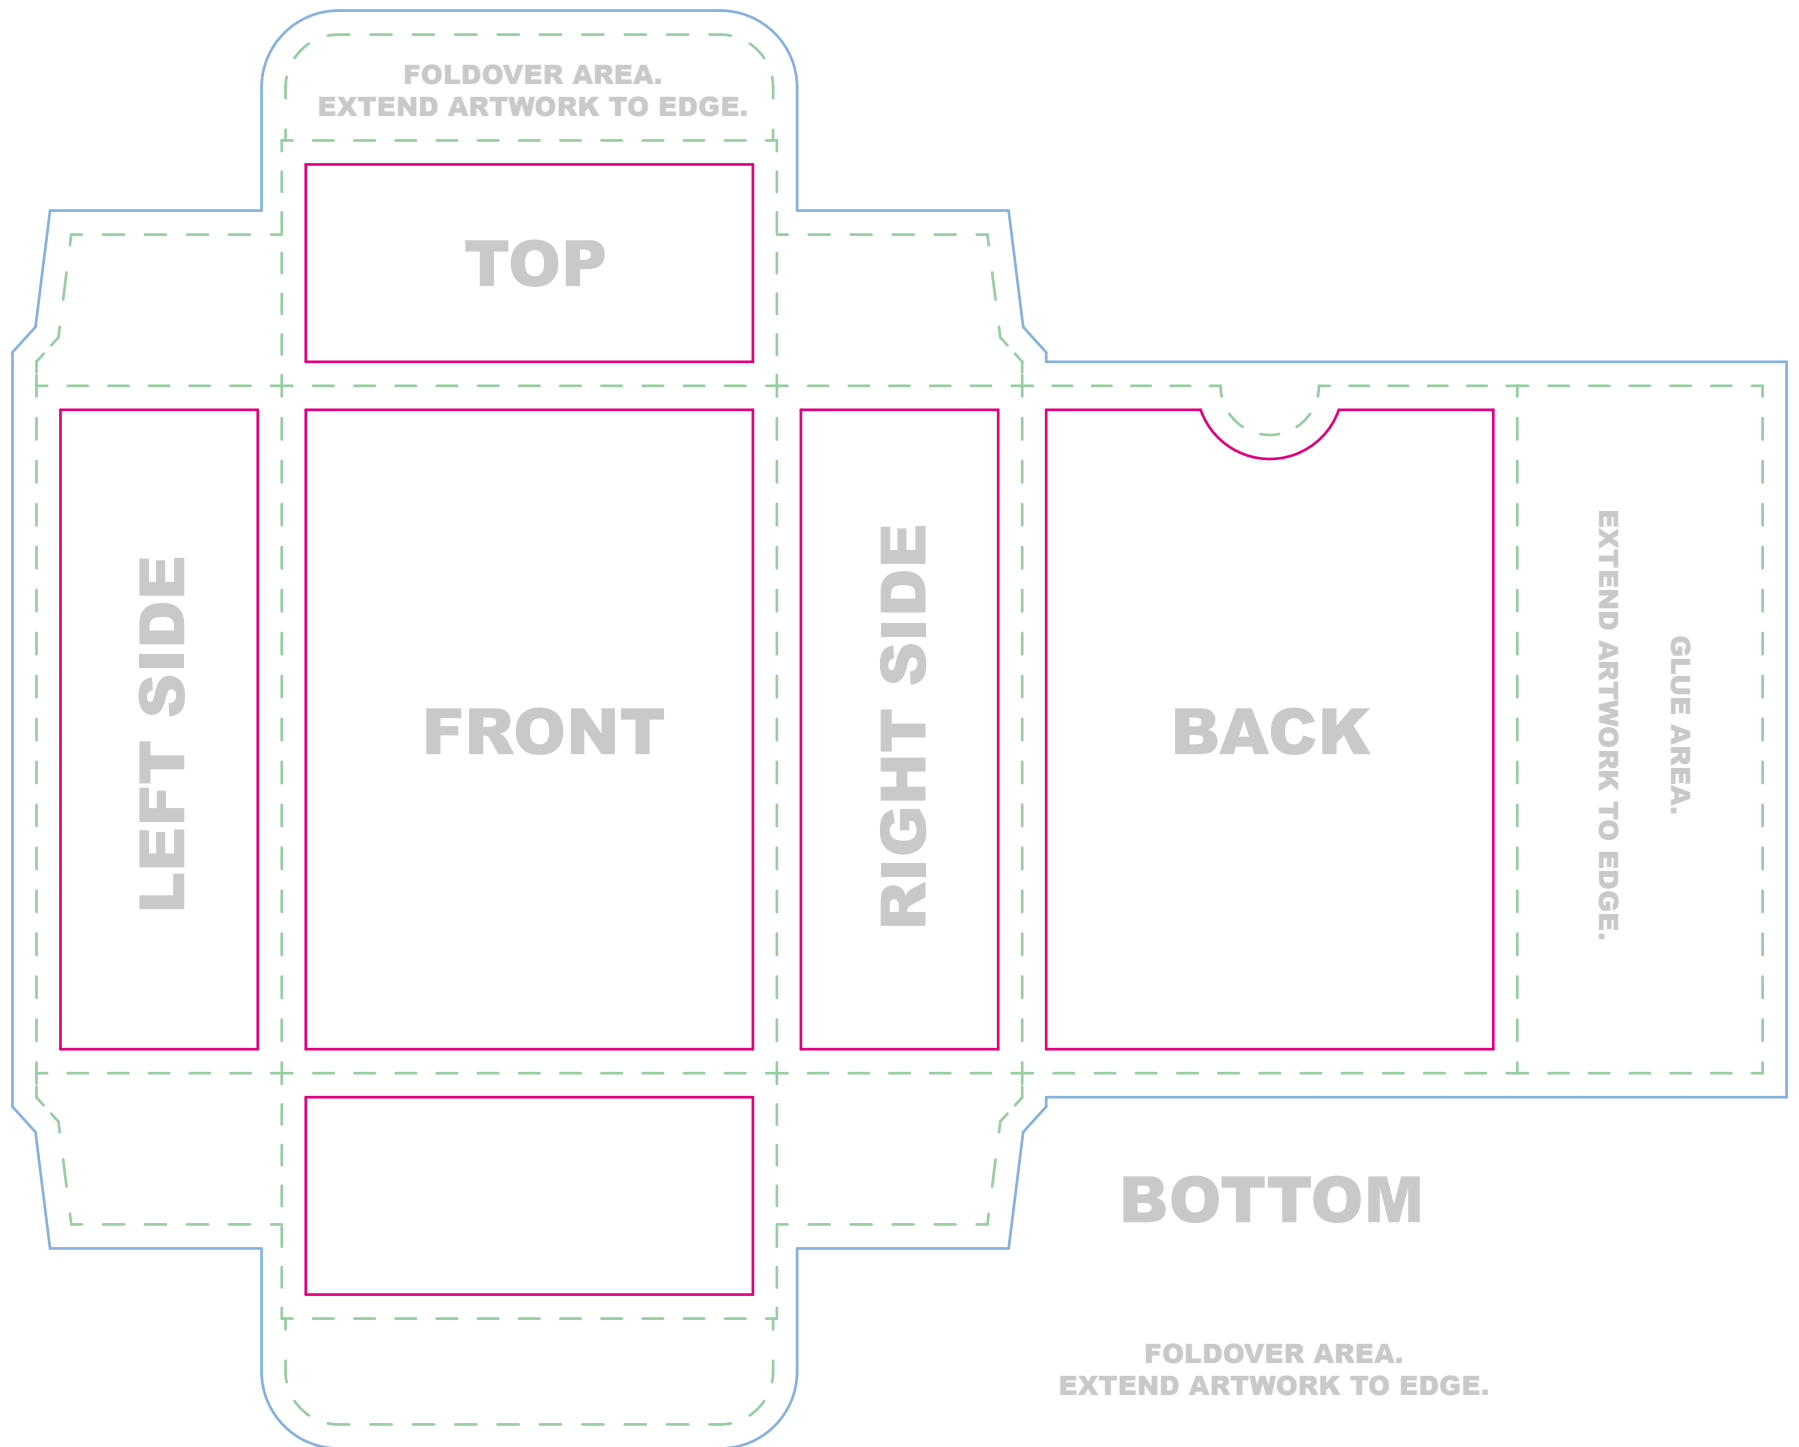 FOLDOVER AREA.
EXTEND ARTWORK TO EDGE.
TOP
LEFT SIDE
FRONT
RIGHT SIDE
BACK
GLUE AREA.
EXTEND ARTWORK TO EDGE.
BOTTOM
FOLDOVER AREA.
EXTEND ARTWORK TO EDGE.